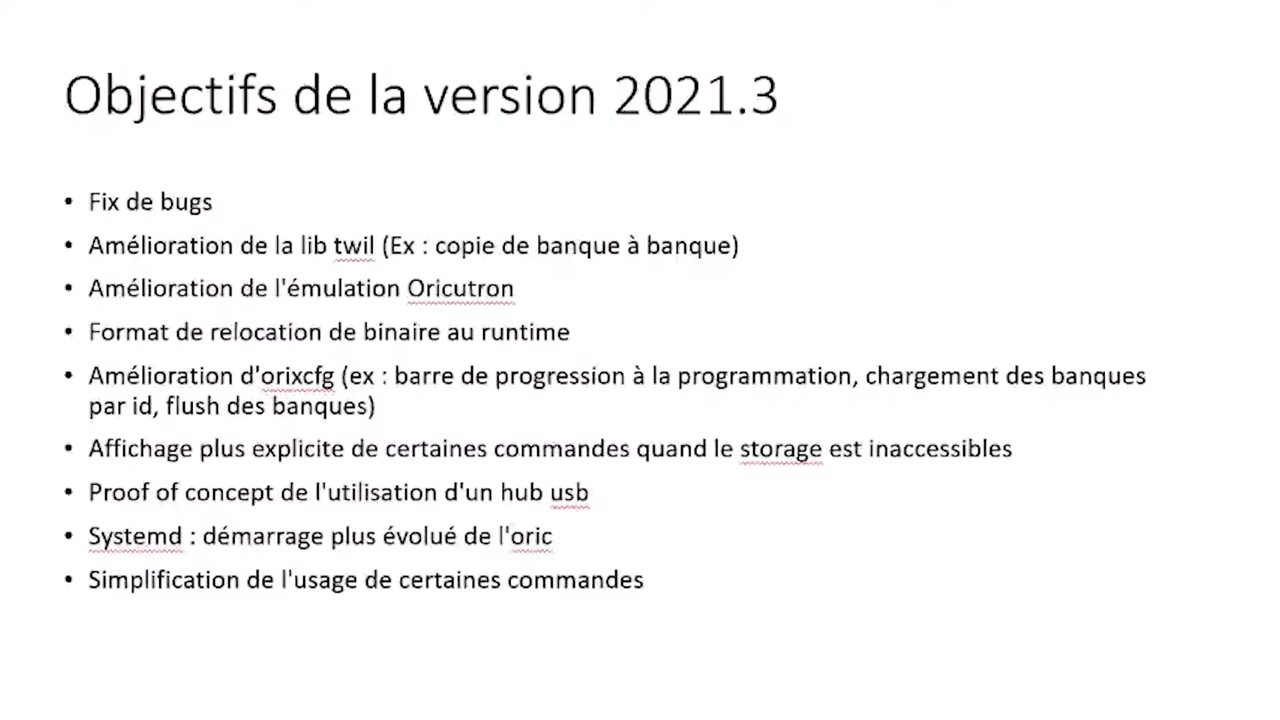 Objectifs de la version 2021.3
• Fix de bugs
• Amélioration de la lib twil (Ex : copie de banque à banque)
• Amélioration de l'émulation Oricutron
• Format de relocation de binaire au runtime
• Amélioration d'orixcfg (ex : barre de progression à la programmation, chargement des banques
par id, flush des banques)
• Affichage plus explicite de certaines commandes quand le storage est inaccessibles
• Proof of concept de l'utilisation d'un hub usb
• Systemd : démarrage plus évolué de l'oric
• Simplification de l'usage de certaines commandes